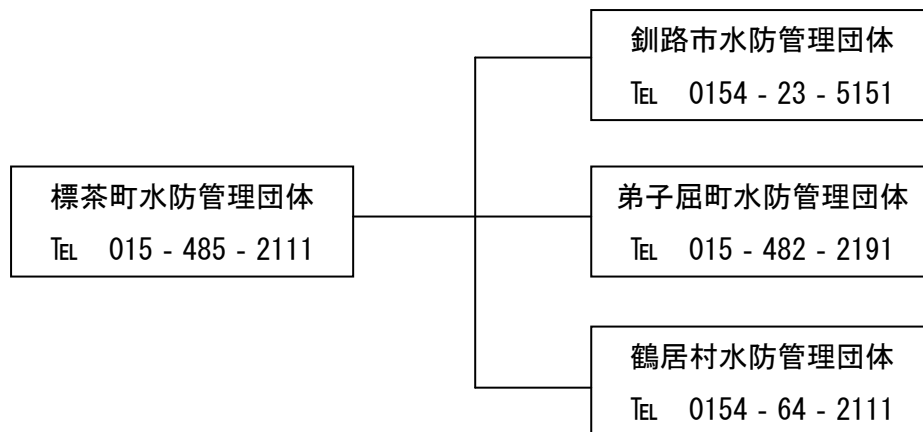 釧路市水防管理団体
℡ 0154 - 23 - 5151
標茶町水防管理団体
℡ 015 - 485 - 2111
弟子屈町水防管理団体
℡ 015 - 482 - 2191
鶴居村水防管理団体
℡ 0154 - 64 - 2111